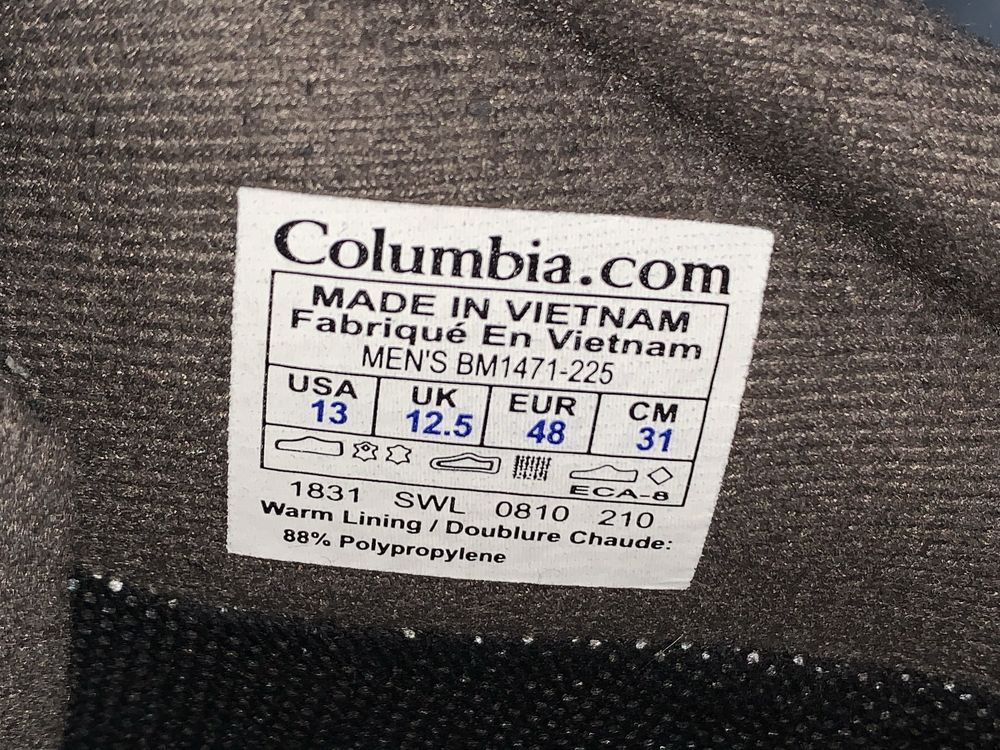 Columbia.com
MADE IN VIETNAM
Fabriqué En Vietnam
MEN'S BM1471-225
USA UK EUR CM
13 12.5 48 31
ECA-8
1831 SWL 0810 210
Warm Lining / Doublure Chaude:
88% Polypropylene